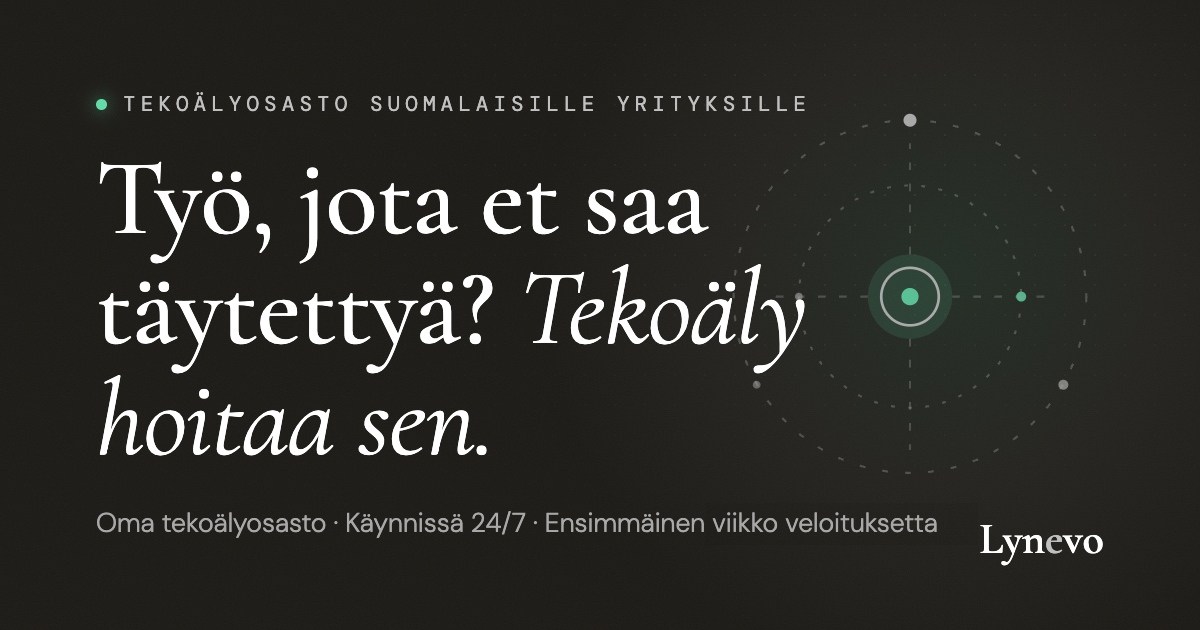 TEKOÄLYOSASTO SUOMALAISILLE YRITYKSILLE
Työ, jota et saa
täytettyä? Tekoäly
hoitaa sen.
Oma tekoälyosasto · Käynnissä 24/7 · Ensimmäinen viikko veloituksetta
Lynevo